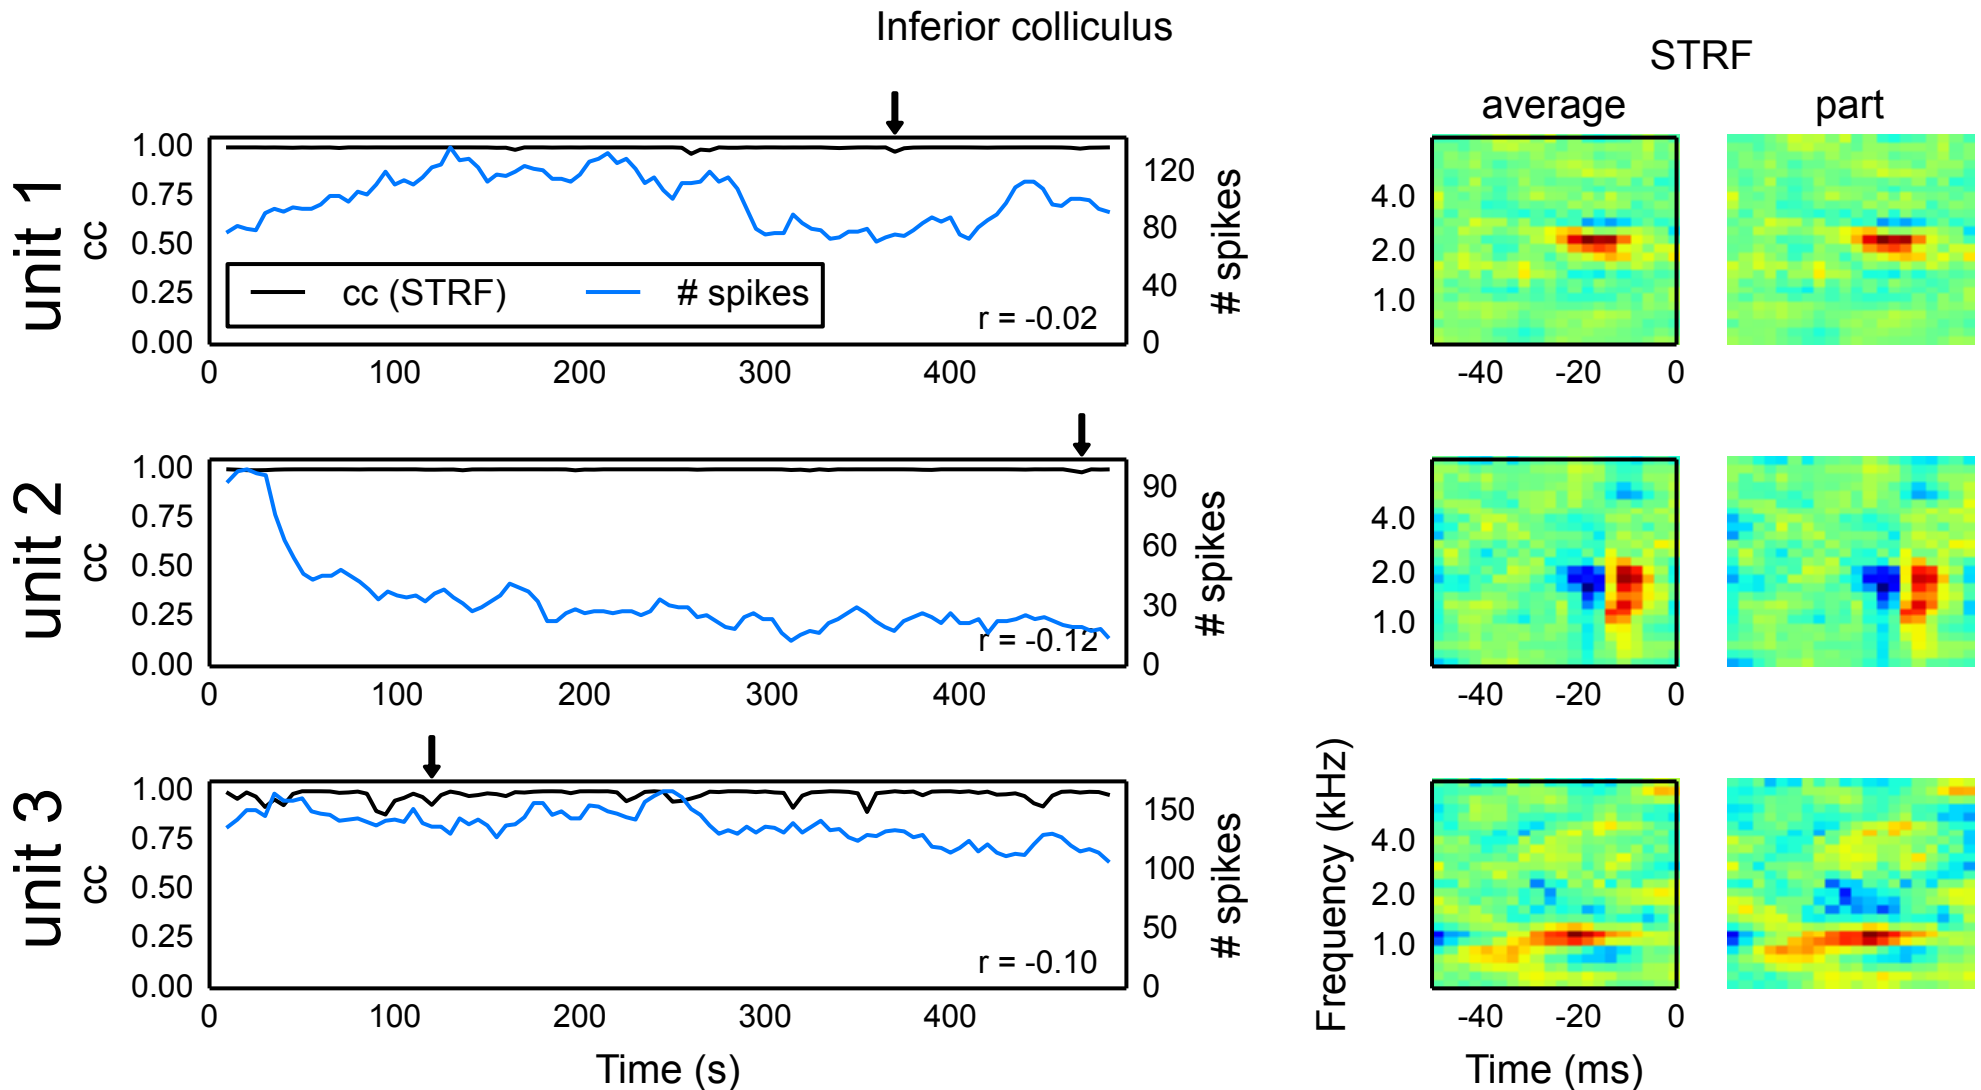 Inferior colliculus
STRF
average
part
unit 1
cc
1.00
0.75
0.50
0.25
0.00
cc (STRF)
# spikes
r = -0.02
120
80
40
0
# spikes
0 100 200 300 400
4.0
2.0
1.0
-40 -20 0
unit 2
cc
1.00
0.75
0.50
0.25
0.00
r = -0.12
90
60
30
0
# spikes
0 100 200 300 400
4.0
2.0
1.0
-40 -20 0
unit 3
cc
1.00
0.75
0.50
0.25
0.00
r = -0.10
150
100
50
0
# spikes
0 100 200 300 400
Time (s)
Frequency (kHz)
4.0
2.0
1.0
-40 -20 0
Time (ms)